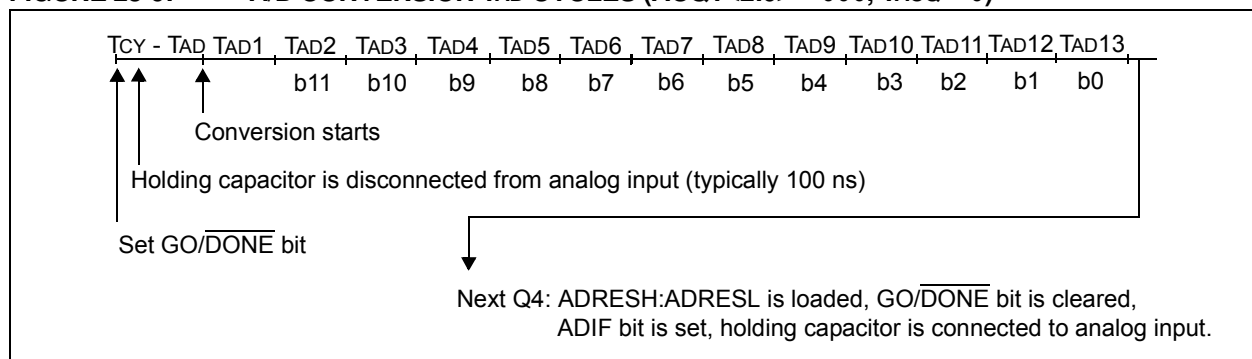 TCY - TAD TAD1 TAD2 TAD3 TAD4 TAD5 TAD6 TAD7 TAD8 TAD9 TAD10 TAD11 TAD12 TAD13
b11 b10 b9 b8 b7 b6 b5 b4 b3 b2 b1 b0
Conversion starts
Holding capacitor is disconnected from analog input (typically 100 ns)
Set GO/DONE bit
Next Q4: ADRESH:ADRESL is loaded, GO/DONE bit is cleared,
ADIF bit is set, holding capacitor is connected to analog input.